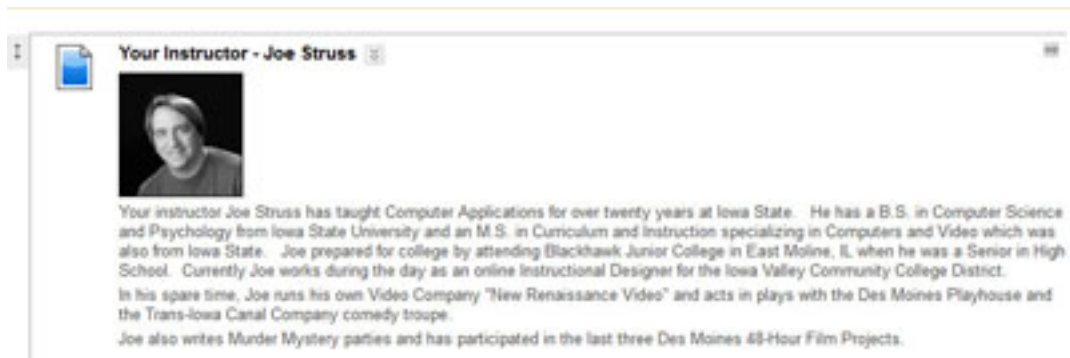 Your Instructor - Joe Struss
Your instructor Joe Struss has taught Computer Applications for over twenty years at Iowa State. He has a B.S. in Computer Science
and Psychology from Iowa State University and an M.S. in Curriculum and Instruction specializing in Computers and Video which was
also from Iowa State. Joe prepared for college by attending Blackhawk Junior College in East Moline, IL when he was a Senior in High
School. Currently Joe works during the day as an online Instructional Designer for the Iowa Valley Community College District.
In his spare time, Joe runs his own Video Company "New Renaissance Video" and acts in plays with the Des Moines Playhouse and
the Trans-Iowa Canal Company comedy troupe.
Joe also writes Murder Mystery parties and has participated in the last three Des Moines 48-Hour Film Projects.